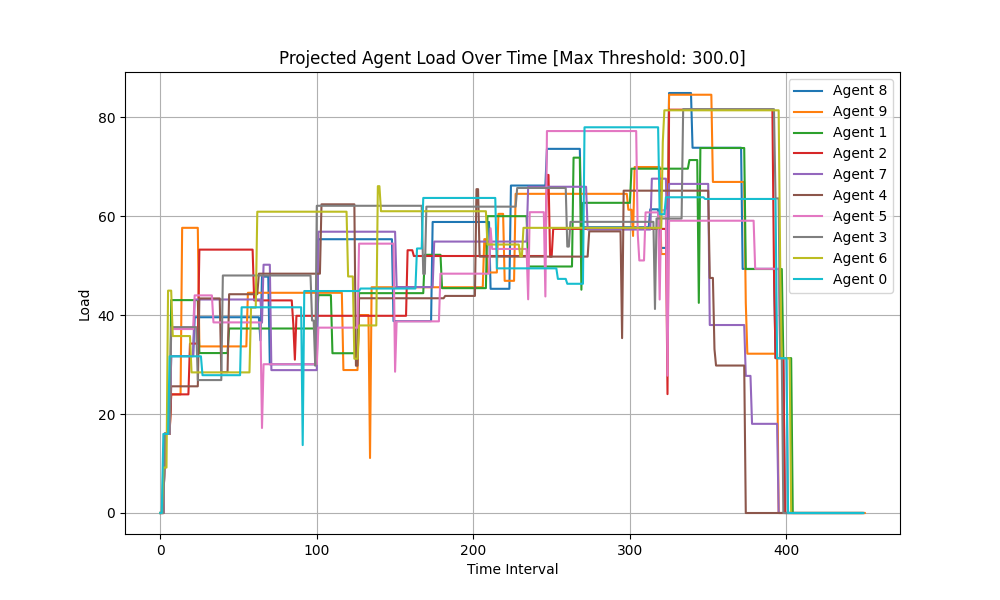 Projected Agent Load Over Time [Max Threshold: 300.0]
Load
80
60
40
20
0
0 100 200 300 400
Time Interval
Agent 8
Agent 9
Agent 1
Agent 2
Agent 7
Agent 4
Agent 5
Agent 3
Agent 6
Agent 0